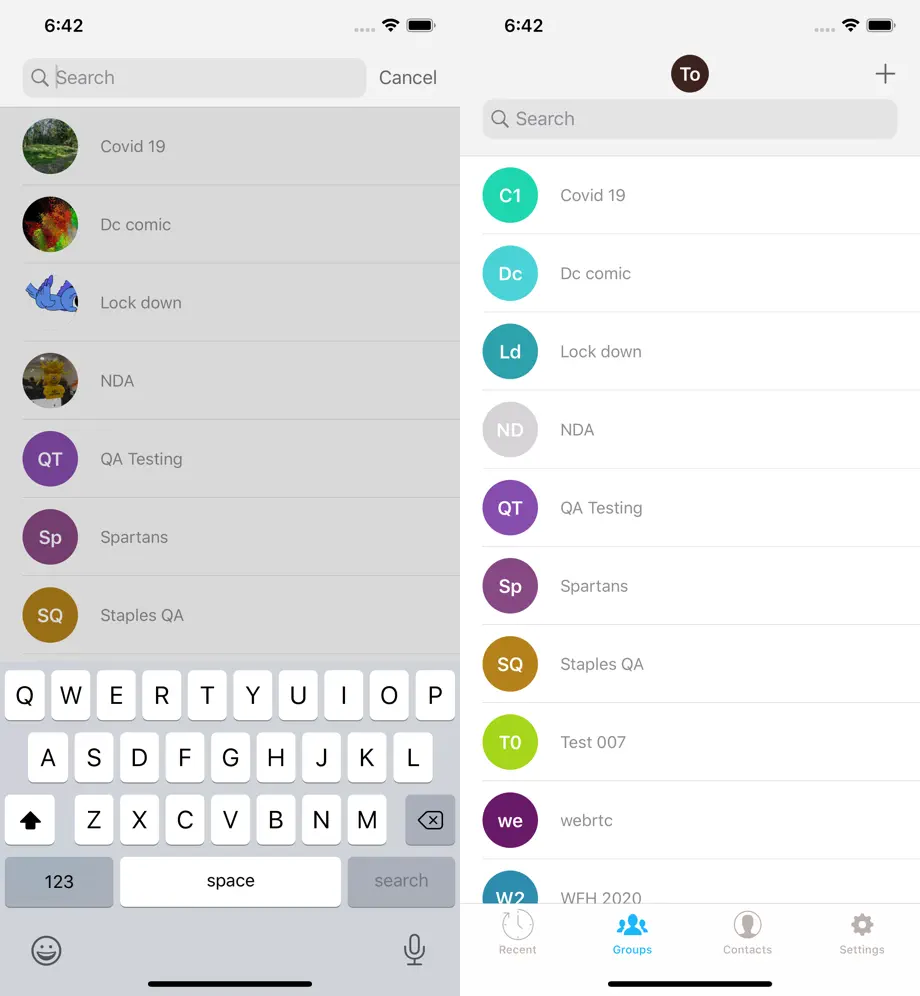 6:42
Search
Cancel
Covid 19
Dc comic
Lock down
NDA
QT
QA Testing
Sp
Spartans
SQ
Staples QA
Q W E R T Y U I O P
A S D F G H J K L
Z X C V B N M
123
space
search
6:42
To
Search
C1
Covid 19
Dc
Dc comic
Ld
Lock down
ND
NDA
QT
QA Testing
Sp
Spartans
SQ
Staples QA
T0
Test 007
we
webrtc
W2
WFH 2020
Recent
Groups
Contacts
Settings